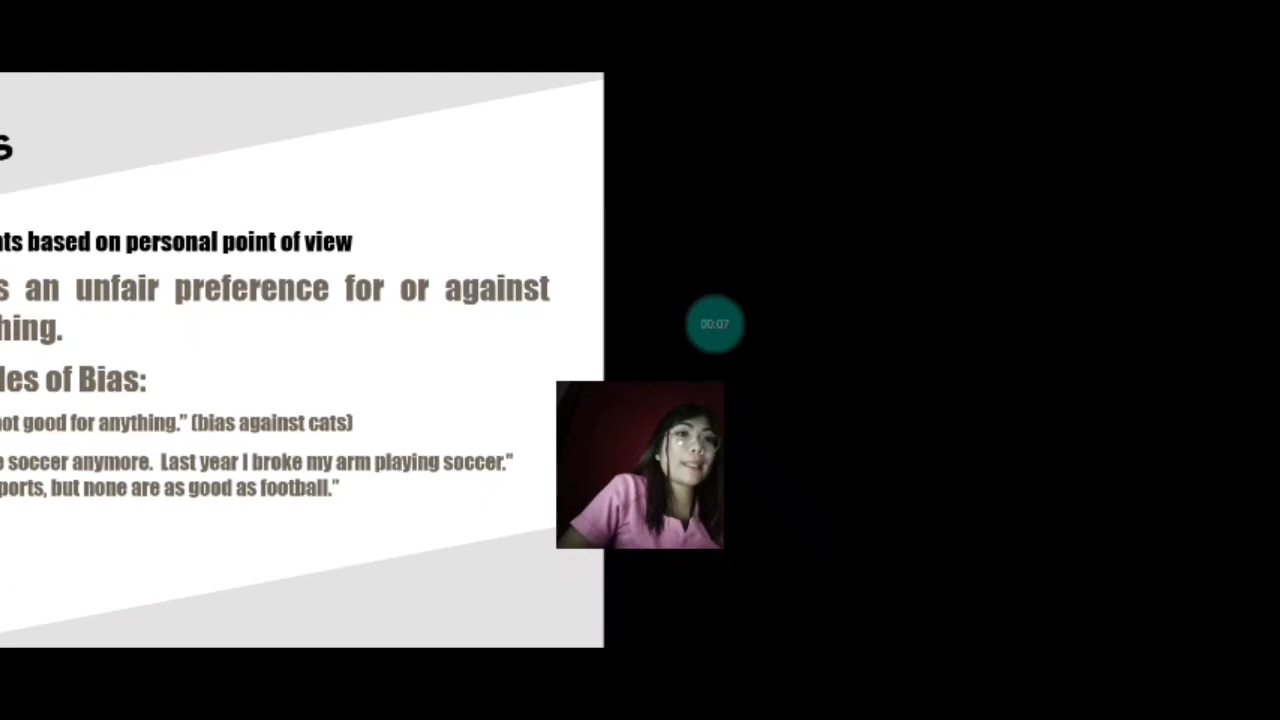 s
nts based on personal point of view
s an unfair preference for or against
hing.
les of Bias:
not good for anything.” (bias against cats)
e soccer anymore. Last year I broke my arm playing soccer.”
ports, but none are as good as football.”
00:07